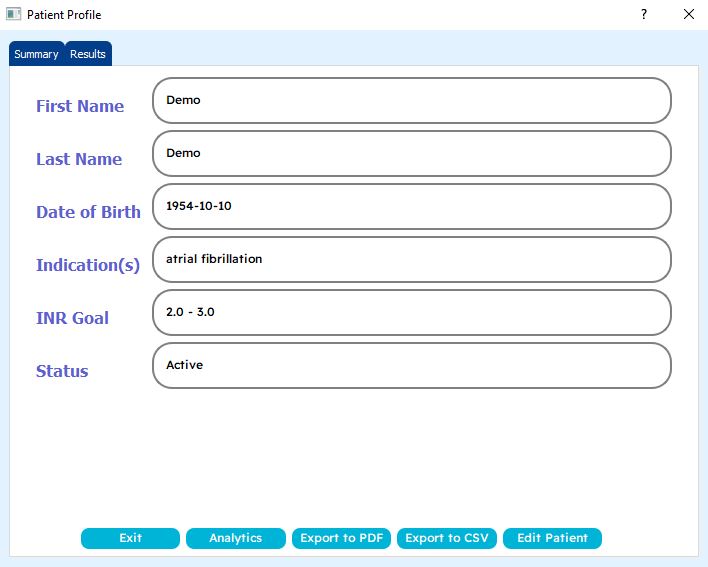 Patient Profile
?
Summary Results
First Name Demo
Last Name Demo
Date of Birth 1954-10-10
Indication(s) atrial fibrillation
INR Goal 2.0 - 3.0
Status Active
Exit Analytics Export to PDF Export to CSV Edit Patient